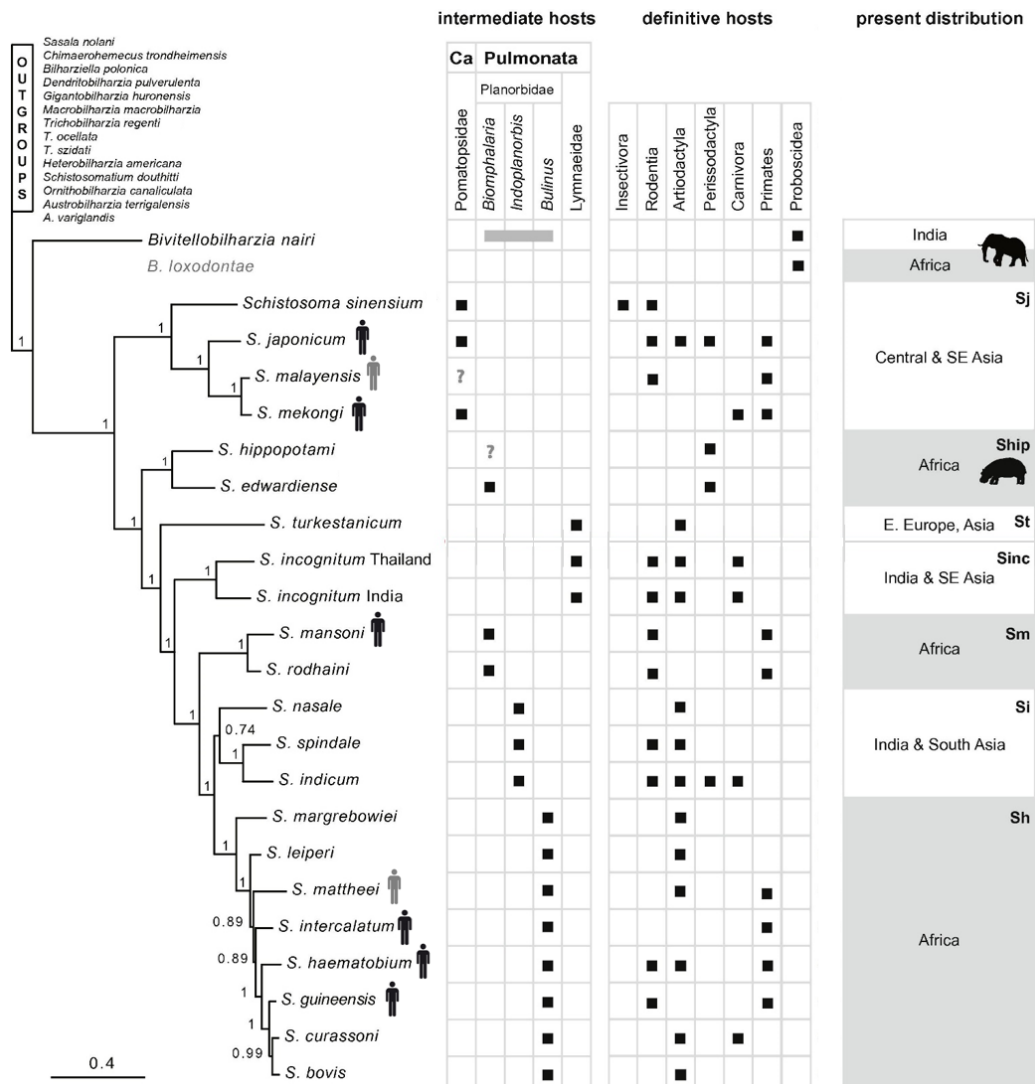 intermediate hosts definitive hosts present distribution
OUTGROUPS
Sasala nolani
Chimaerohemecus trondheimensis
Bilharziella polonica
Dendritobilharzia pulverulenta
Gigantobilharzia huronensis
Macrobilharzia macrobilharzia
Trichobilharzia regenti
T. ocellata
T. szidati
Heterobilharzia americana
Schistosomatium douthitti
Ornithobilharzia canaliculata
Austrobilharzia terrigalensis
A. variglandis
Ca Pulmonata
Planorbidae
Pomatopsidae
Biomphalaria
Indoplanorbis
Bulinus
Lymnaeidae
Insectivora
Rodentia
Artiodactyla
Perissodactyla
Carnivora
Primates
Proboscidea
Bivitellobilharzia nairi India
B. loxodontae Africa
Schistosoma sinensium Sj
1
S. japonicum
1
Central & SE Asia
S. malayensis ?
1
S. mekongi
1
1
S. hippopotami ? Ship
1
Africa
S. edwardiense
1
S. turkestanicum E. Europe, Asia St
S. incognitum Thailand Sinc
1
India & SE Asia
S. incognitum India
1
S. mansoni Sm
1
Africa
S. rodhaini
S. nasale Si
1
0.74
S. spindale India & South Asia
1
S. indicum
1
S. margrebowiei Sh
1
S. leiperi
1
S. mattheei
0.89
S. intercalatum
Africa
0.89
S. haematobium
1
S. guineensis
1
S. curassoni
0.99
S. bovis
0.4